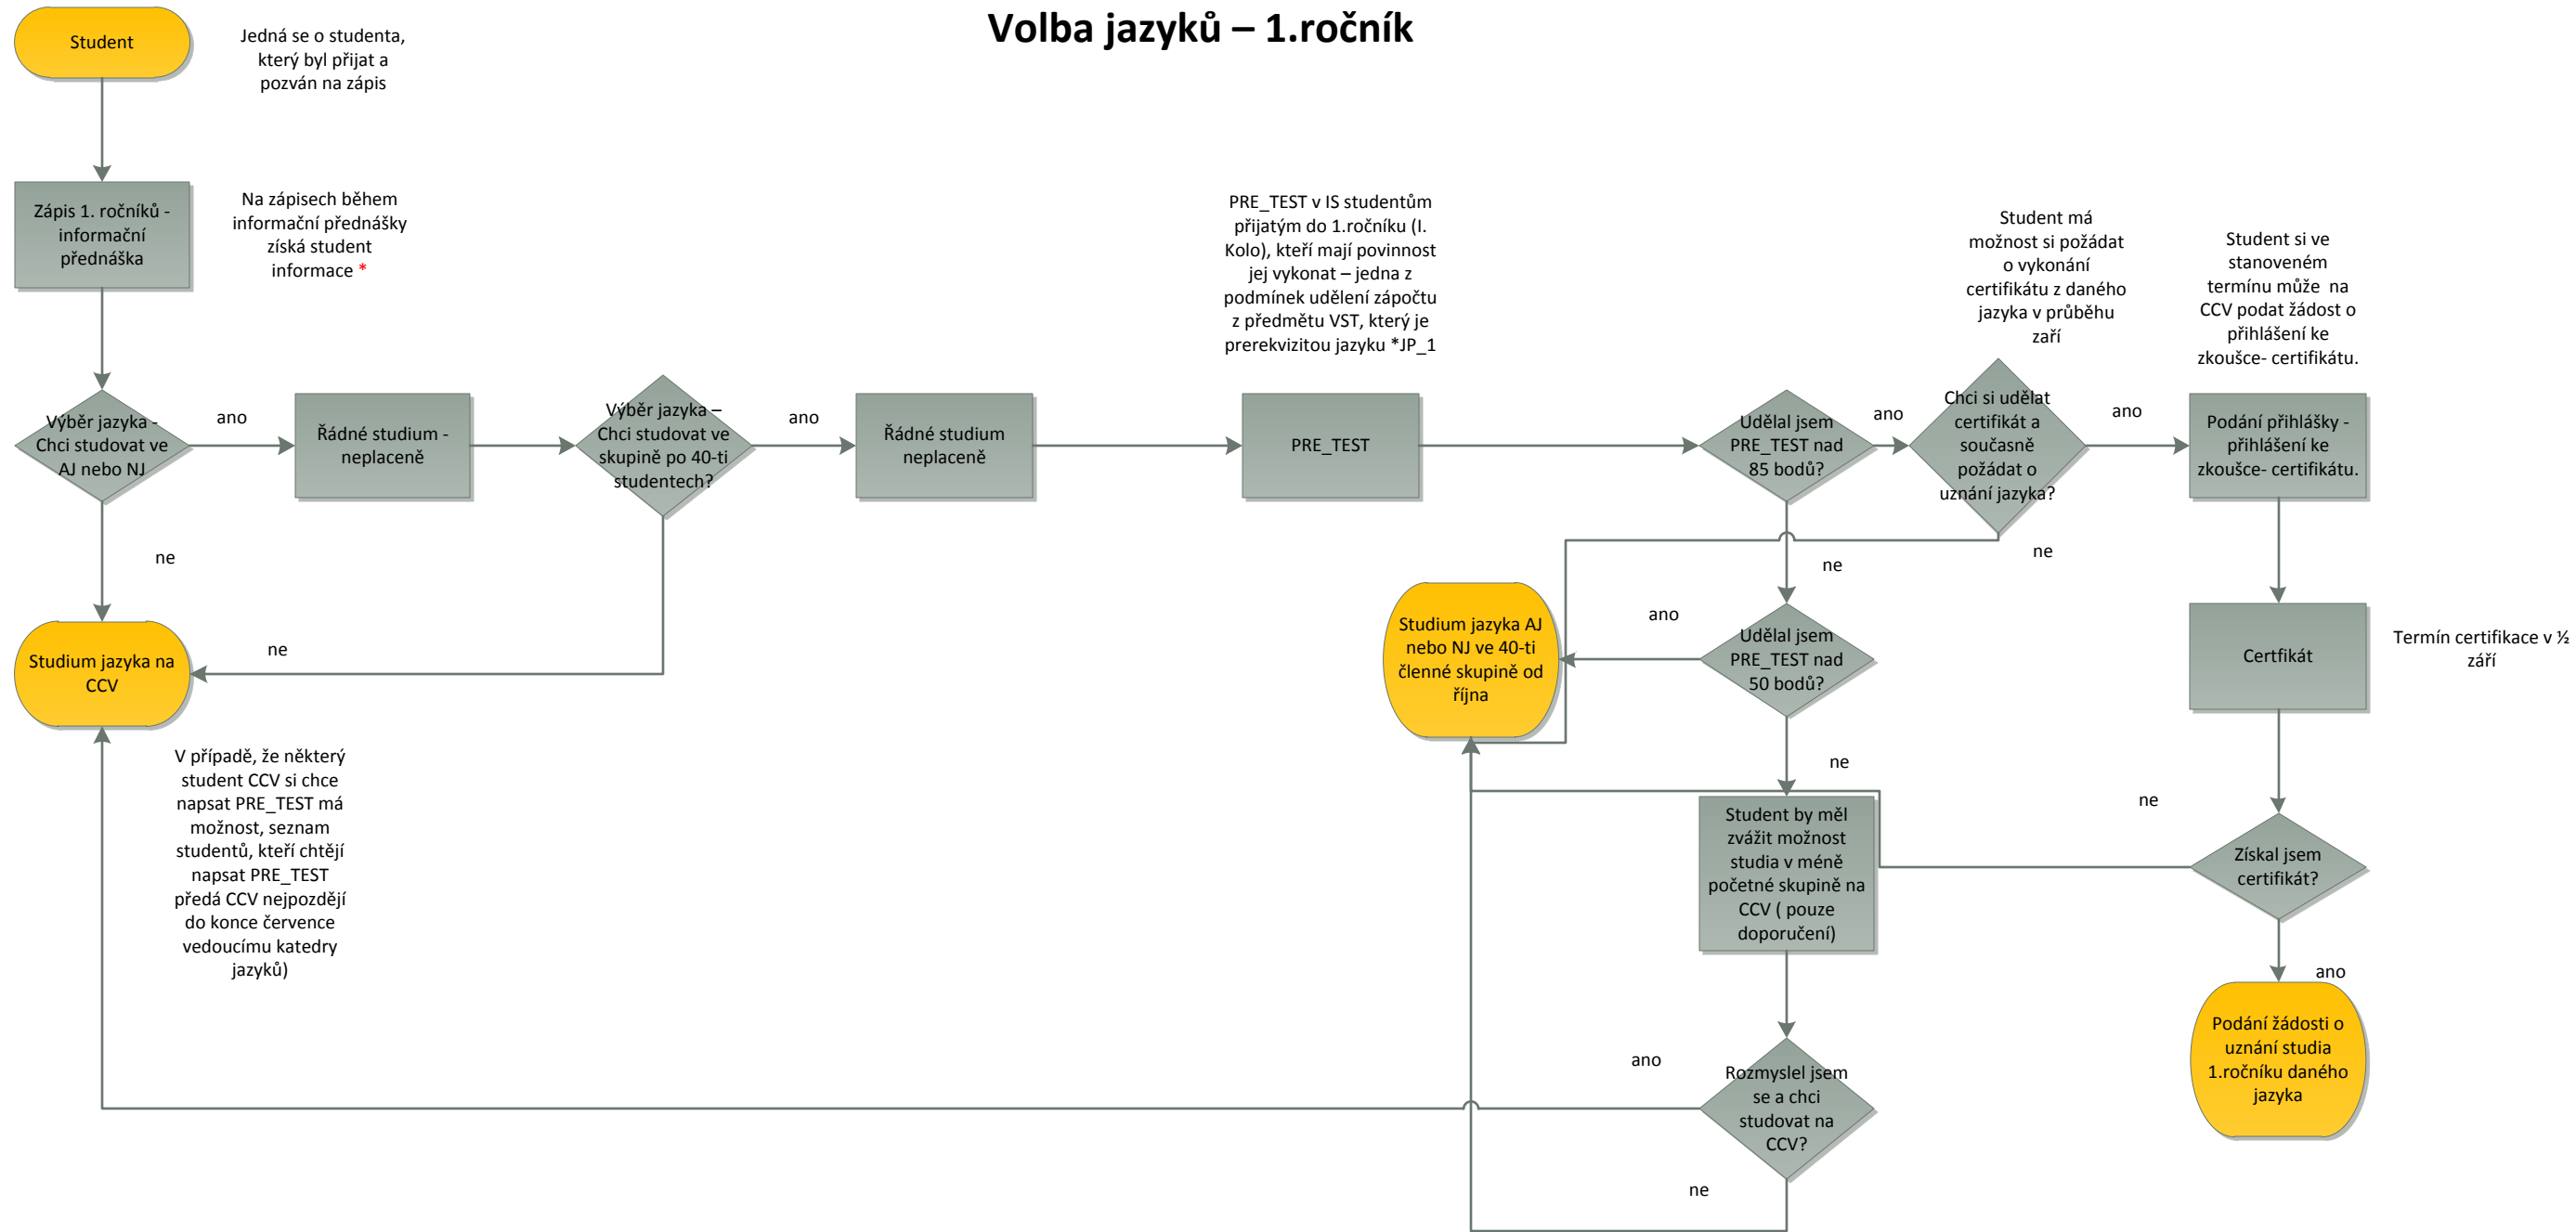 Volba jazyků – 1.ročník
Student
Jedná se o studenta,
který byl přijat a
pozván na zápis
Zápis 1. ročníků -
informační
přednáška
Na zápisech během
informační přednášky
získá student
informace *
PRE_TEST v IS studentům
přijatým do 1.ročníku (I.
Kolo), kteří mají povinnost
jej vykonat – jedna z
podmínek udělení zápočtu
z předmětu VST, který je
prerekvizitou jazyku *JP_1
Student má
možnost si požádat
o vykonání
certifikátu z daného
jazyka v průběhu
zaří
Student si ve
stanoveném
termínu může  na
CCV podat žádost o
přihlášení ke
zkoušce- certifikátu.
Výběr jazyka -
Chci studovat ve
AJ nebo NJ
ano
Řádné studium -
neplaceně
Výběr jazyka –
Chci studovat ve
skupině po 40-ti
studentech?
ano
Řádné studium
neplaceně
PRE_TEST
Udělal jsem
PRE_TEST nad
85 bodů?
ano
Chci si udělat
certifikát a
současně
požádat o
uznání jazyka?
ano
Podání přihlášky -
přihlášení ke
zkoušce- certifikátu.
ne
ne
ne
Studium jazyka na
CCV
ne
Studium jazyka AJ
nebo NJ ve 40-ti
členné skupině od
října
ano
Udělal jsem
PRE_TEST nad
50 bodů?
Certfikát
Termín certifikace v ½
září
V případě, že některý
student CCV si chce
napsat PRE_TEST má
možnost, seznam
studentů, kteří chtějí
napsat PRE_TEST
předá CCV nejpozdějí
do konce července
vedoucímu katedry
jazyků)
ne
Student by měl
zvážit možnost
studia v méně
početné skupině na
CCV ( pouze
doporučení)
ne
Získal jsem
certifikát?
ano
Podání žádosti o
uznání studia
1.ročníku daného
jazyka
ano
Rozmyslel jsem
se a chci
studovat na
CCV?
ne